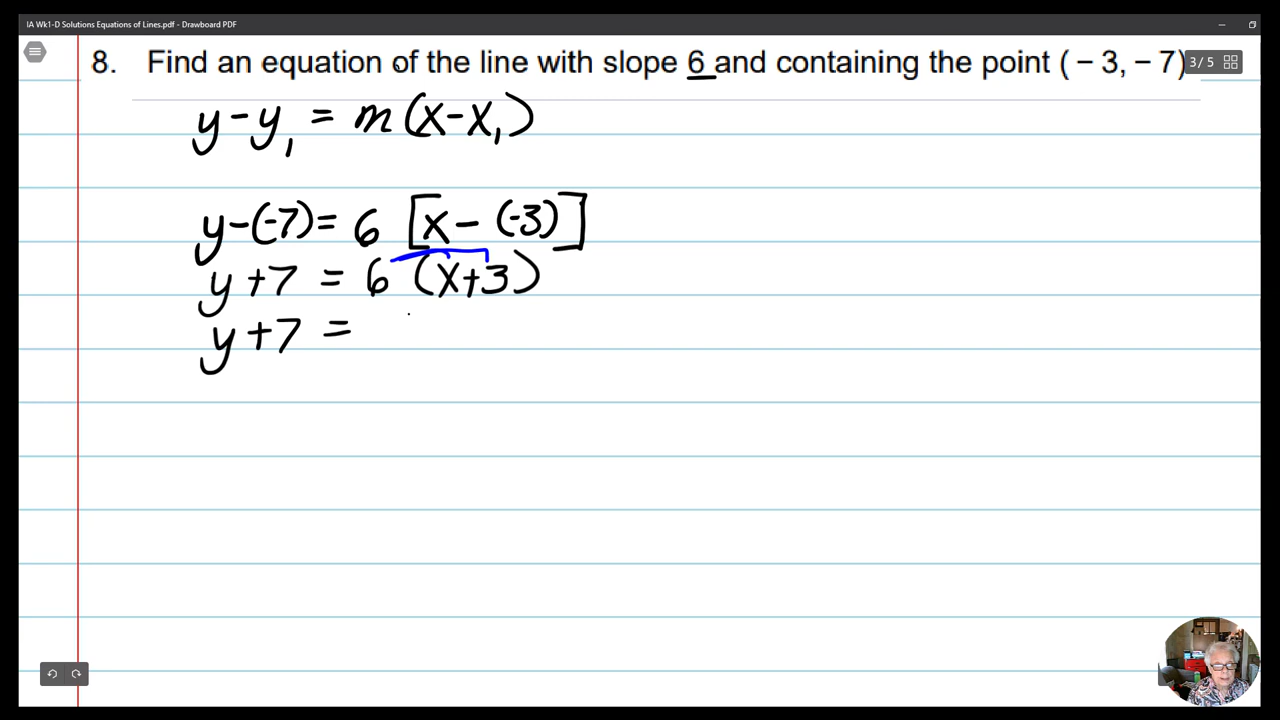 IA Wk1-D Solutions Equations of Lines.pdf - Drawboard PDF
8. Find an equation of the line with slope 6 and containing the point ( − 3, − 7)
3 / 5
y-y₁ = m(x-x₁)
y-(-7)= 6 [x- (-3)]
y+7 = 6 (x+3)
y+7 =